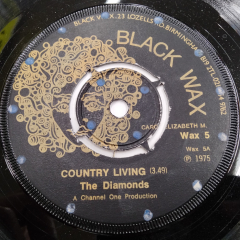 BLACK WAX
CAROL ELIZABETH M.
Wax 5
Wax 5A
℗ 1975
COUNTRY LIVING (3.49)
The Diamonds
A Channel One Production